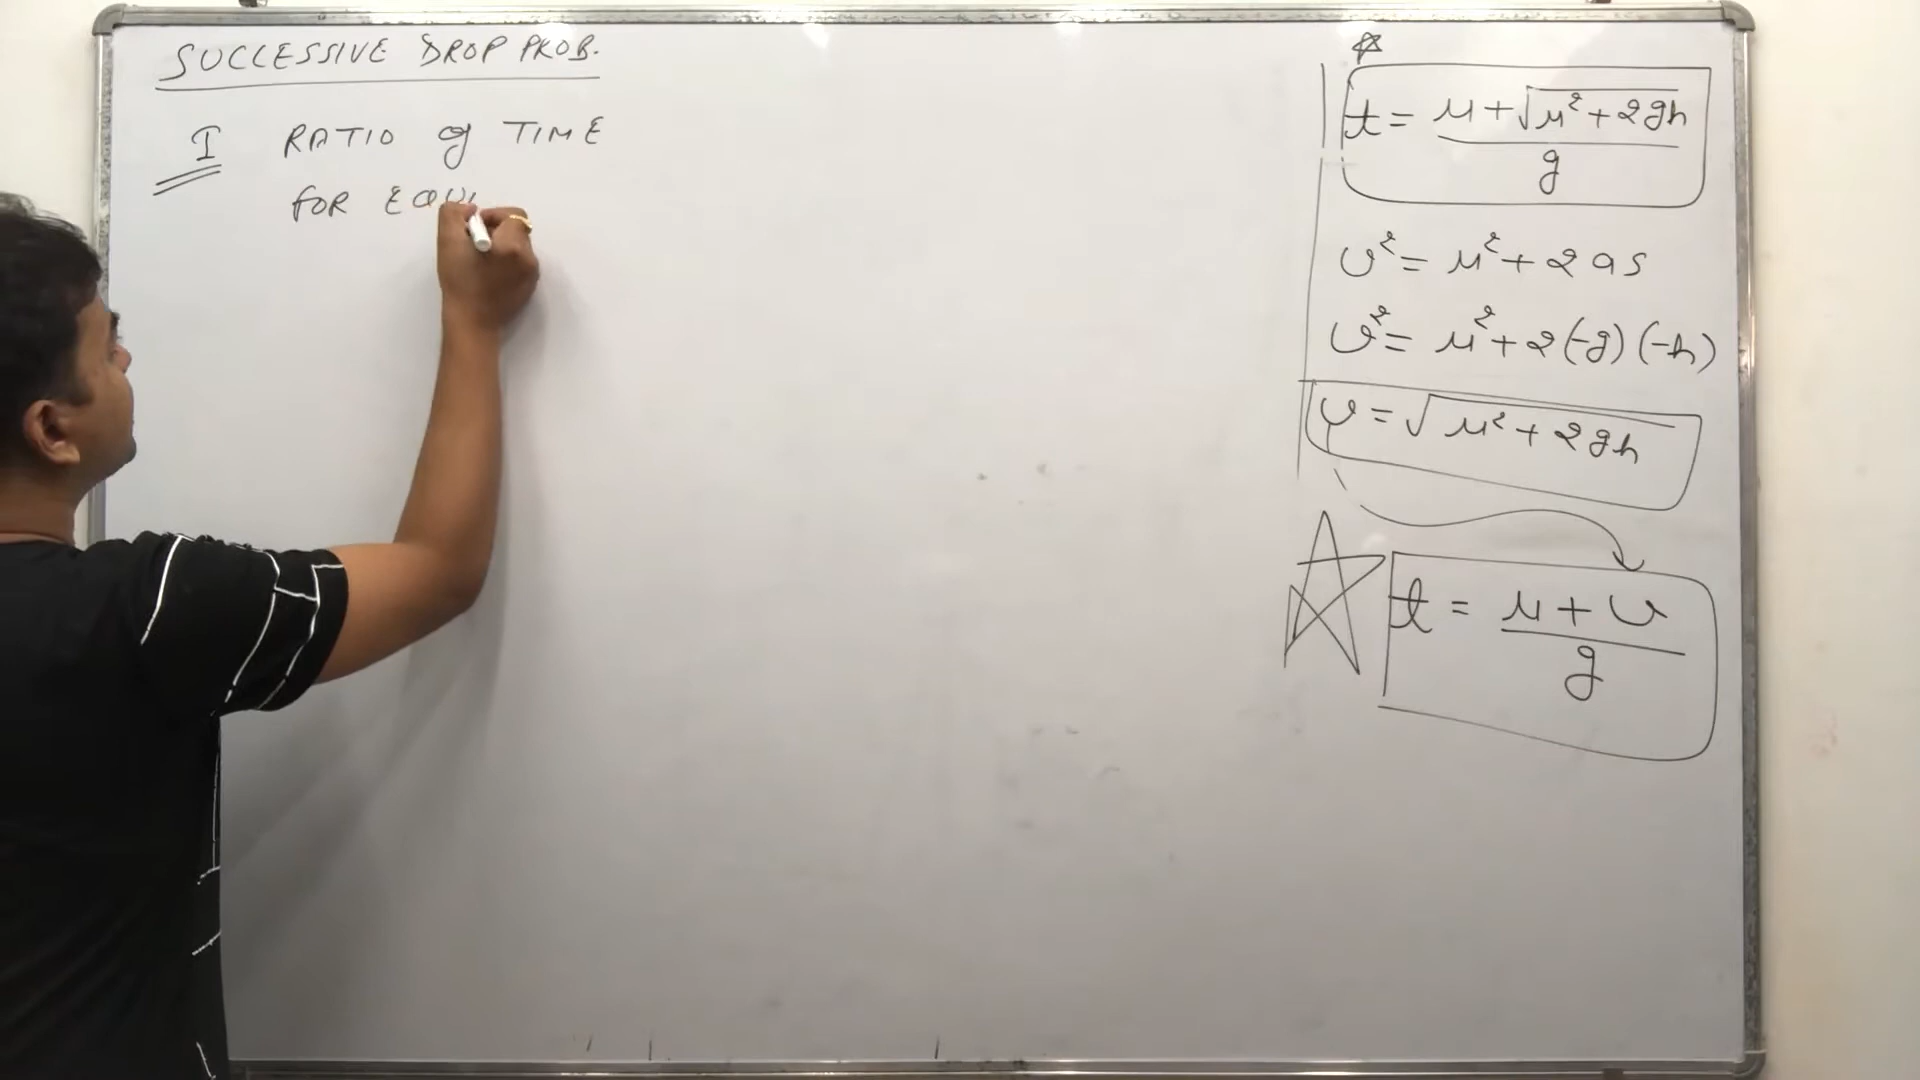 SUCCESSIVE DROP PROB.
I RATIO of TIME
FOR EQU
t = u + √u² + 2gh / g
v² = u² + 2as
v² = u² + 2(-g)(-h)
v = √u² + 2gh
t = u + v / g